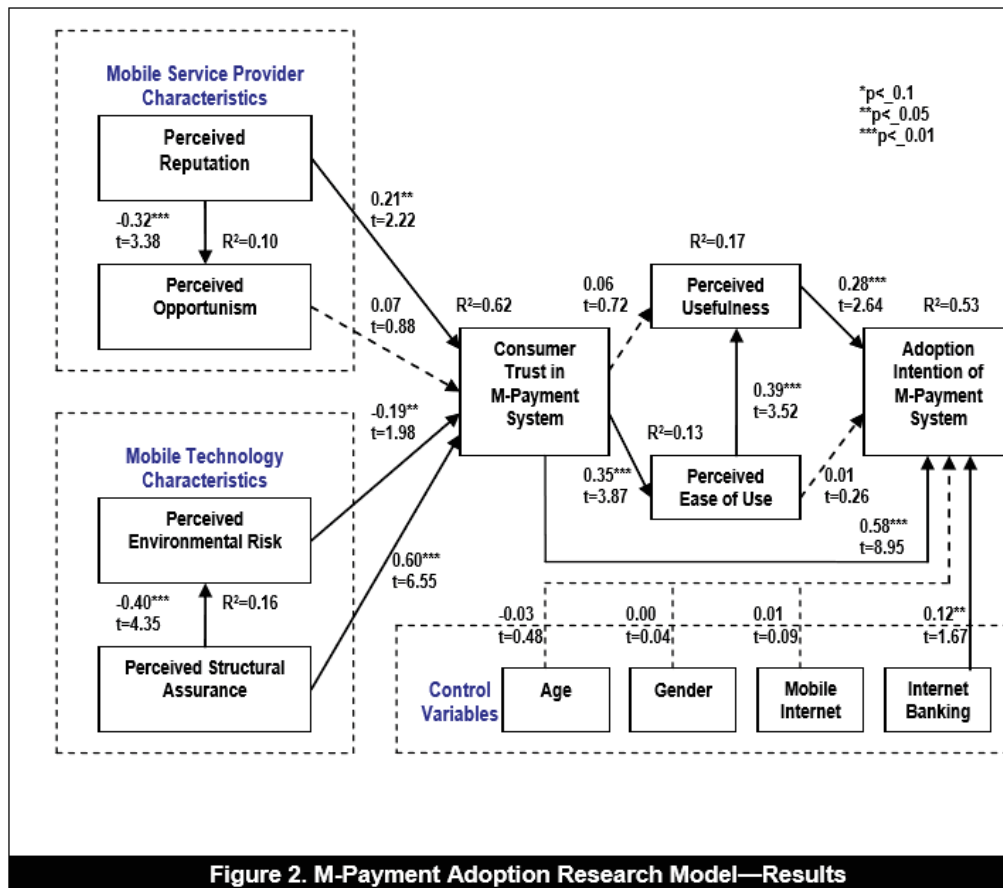 Mobile Service Provider
Characteristics
Perceived
Reputation
-0.32***
t=3.38
R²=0.10
Perceived
Opportunism
*p<_0.1
**p<_0.05
***p<_0.01
0.21**
t=2.22
0.07
t=0.88
R²=0.62
Consumer
Trust in
M-Payment
System
Mobile Technology
Characteristics
Perceived
Environmental Risk
-0.40***
t=4.35
R²=0.16
Perceived Structural
Assurance
-0.19**
t=1.98
0.60***
t=6.55
0.06
t=0.72
R²=0.17
Perceived
Usefulness
0.39***
t=3.52
R²=0.13
0.35***
t=3.87
Perceived
Ease of Use
0.28***
t=2.64
R²=0.53
Adoption
Intention of
M-Payment
System
0.01
t=0.26
0.58***
t=8.95
-0.03
t=0.48
0.00
t=0.04
0.01
t=0.09
0.12**
t=1.67
Control
Variables
Age
Gender
Mobile
Internet
Internet
Banking
Figure 2. M-Payment Adoption Research Model—Results